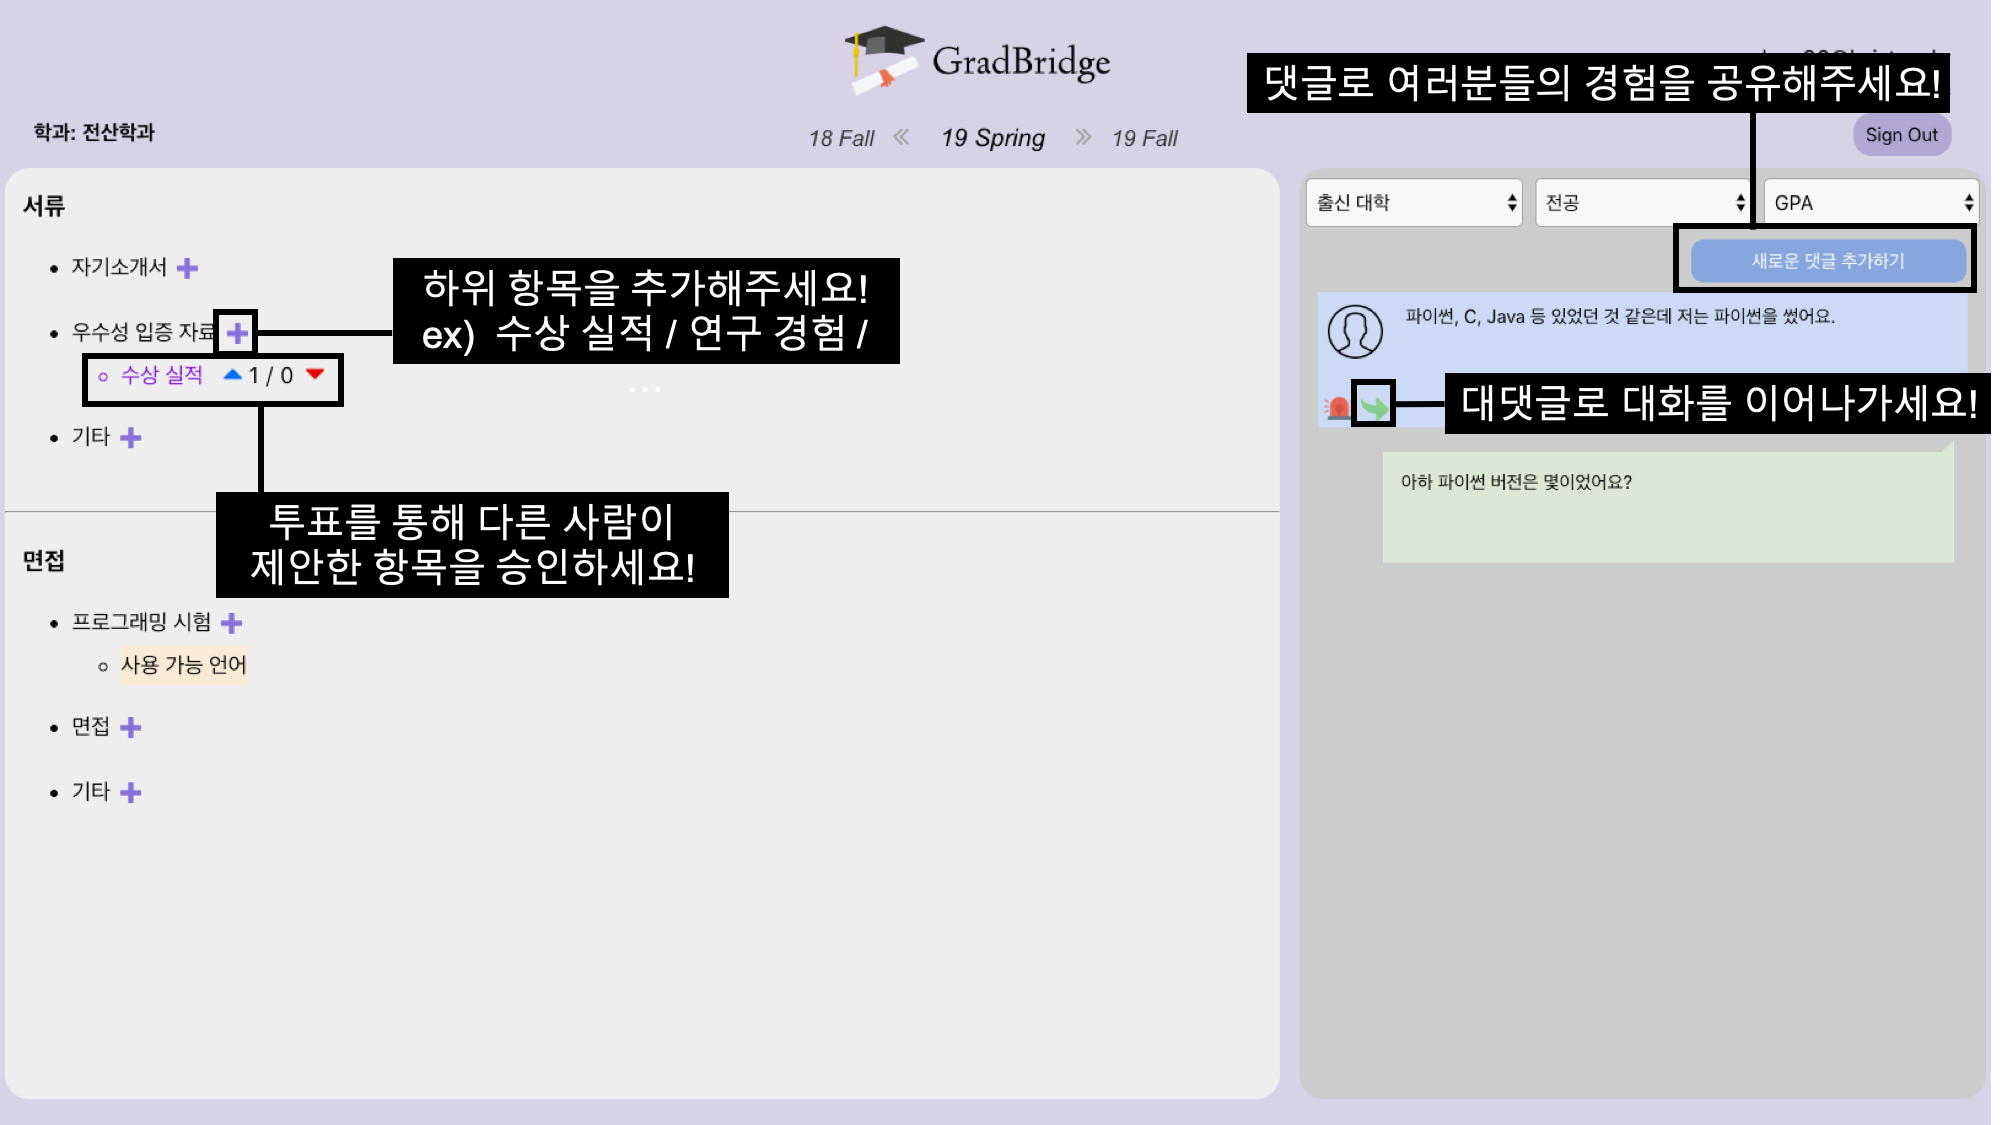 GradBridge
댓글로 여러분들의 경험을 공유해주세요!
학과: 전산학과
18 Fall « 19 Spring » 19 Fall
Sign Out
서류
자기소개서
우수성 입증 자료
하위 항목을 추가해주세요!
ex) 수상 실적 / 연구 경험 /
...
수상 실적 1 / 0
기타
투표를 통해 다른 사람이
제안한 항목을 승인하세요!
면접
프로그래밍 시험
사용 가능 언어
면접
기타
출신 대학
전공
GPA
새로운 댓글 추가하기
파이썬, C, Java 등 있었던 것 같은데 저는 파이썬을 썼어요.
대댓글로 대화를 이어나가세요!
아하 파이썬 버전은 몇이었어요?